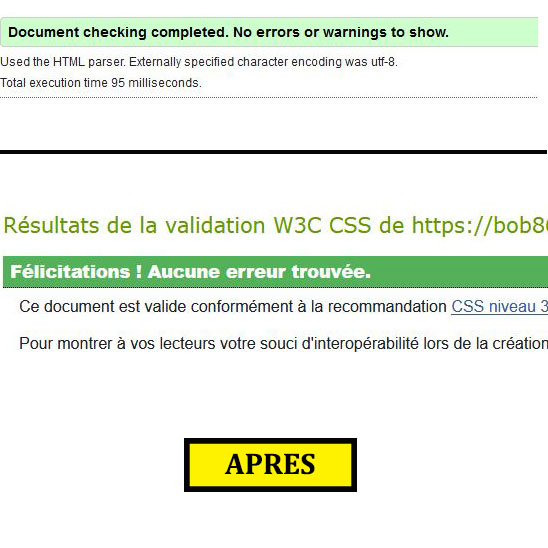 Document checking completed. No errors or warnings to show.
Used the HTML parser. Externally specified character encoding was utf-8.
Total execution time 95 milliseconds.
Résultats de la validation W3C CSS de https://bob8
Félicitations ! Aucune erreur trouvée.
Ce document est valide conformément à la recommandation CSS niveau 3
Pour montrer à vos lecteurs votre souci d'interopérabilité lors de la création
APRES